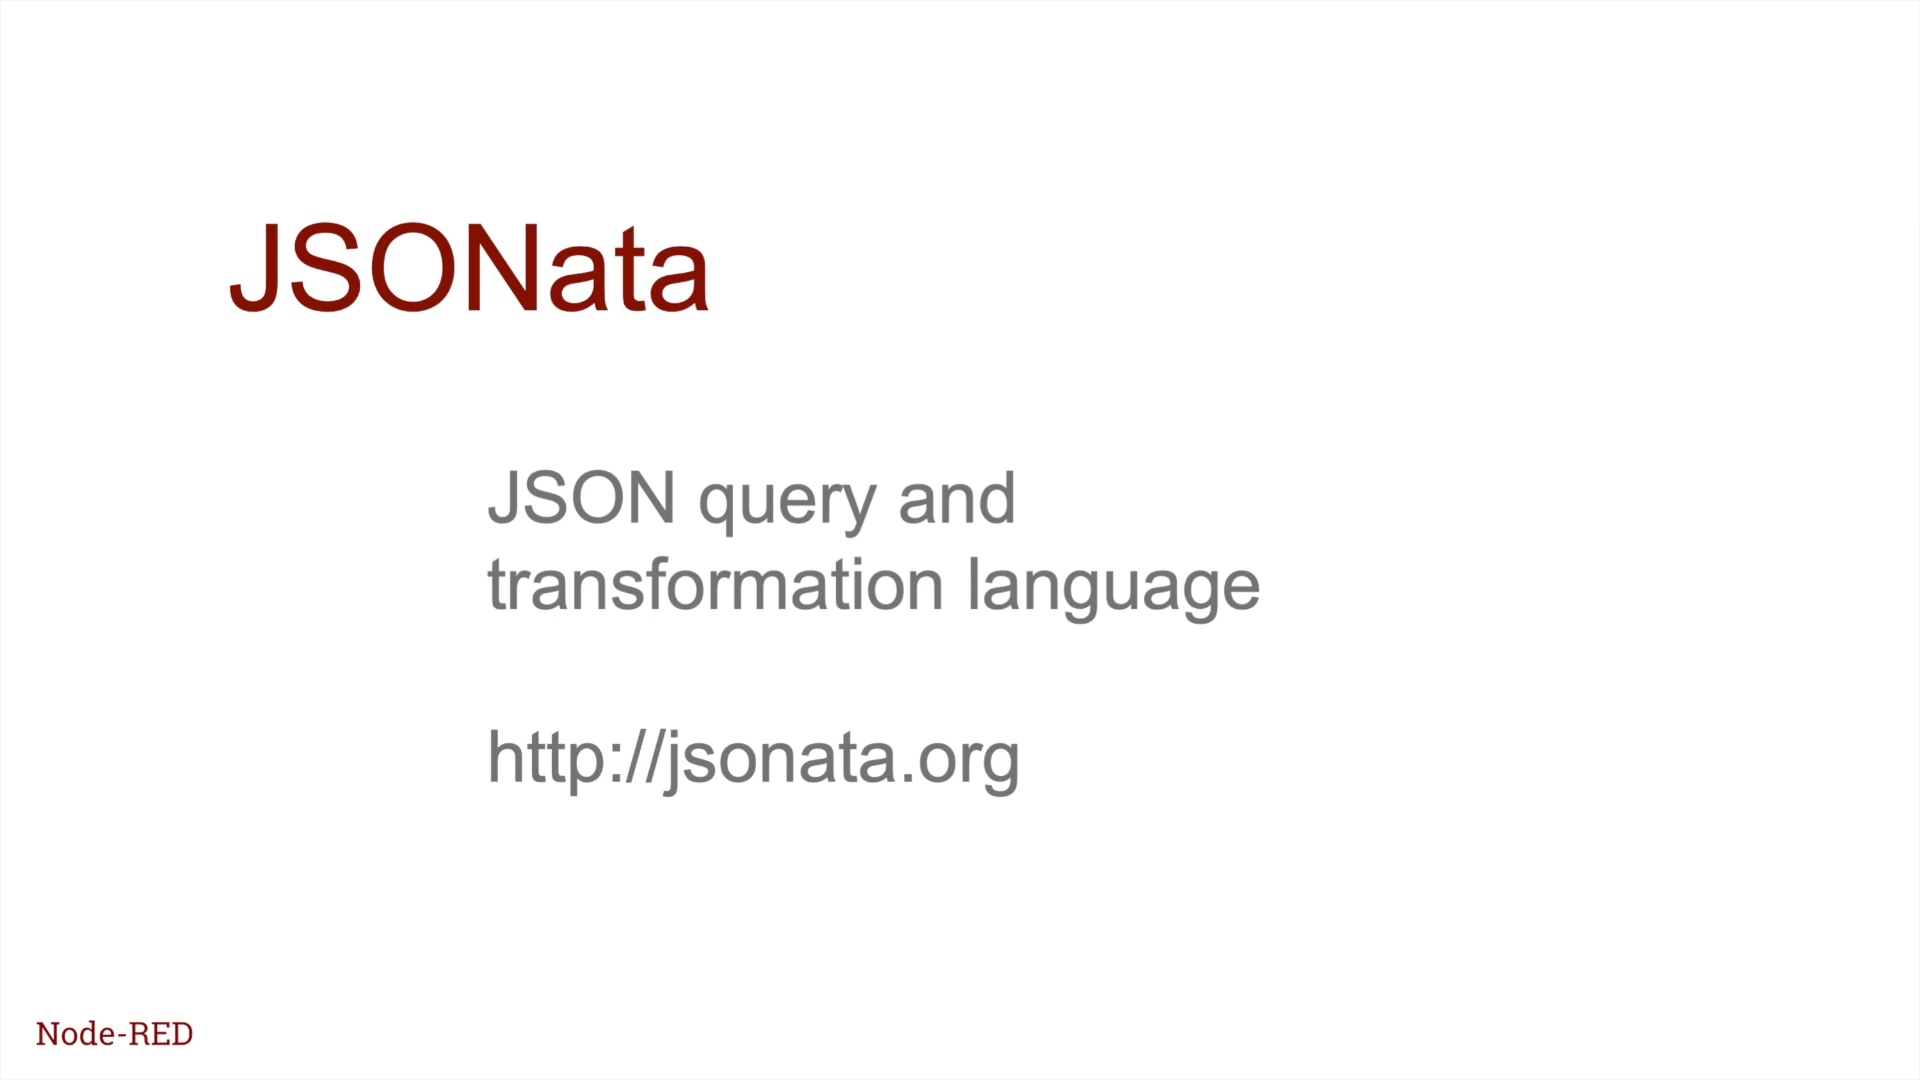 JSONata
JSON query and
transformation language
http://jsonata.org
Node-RED